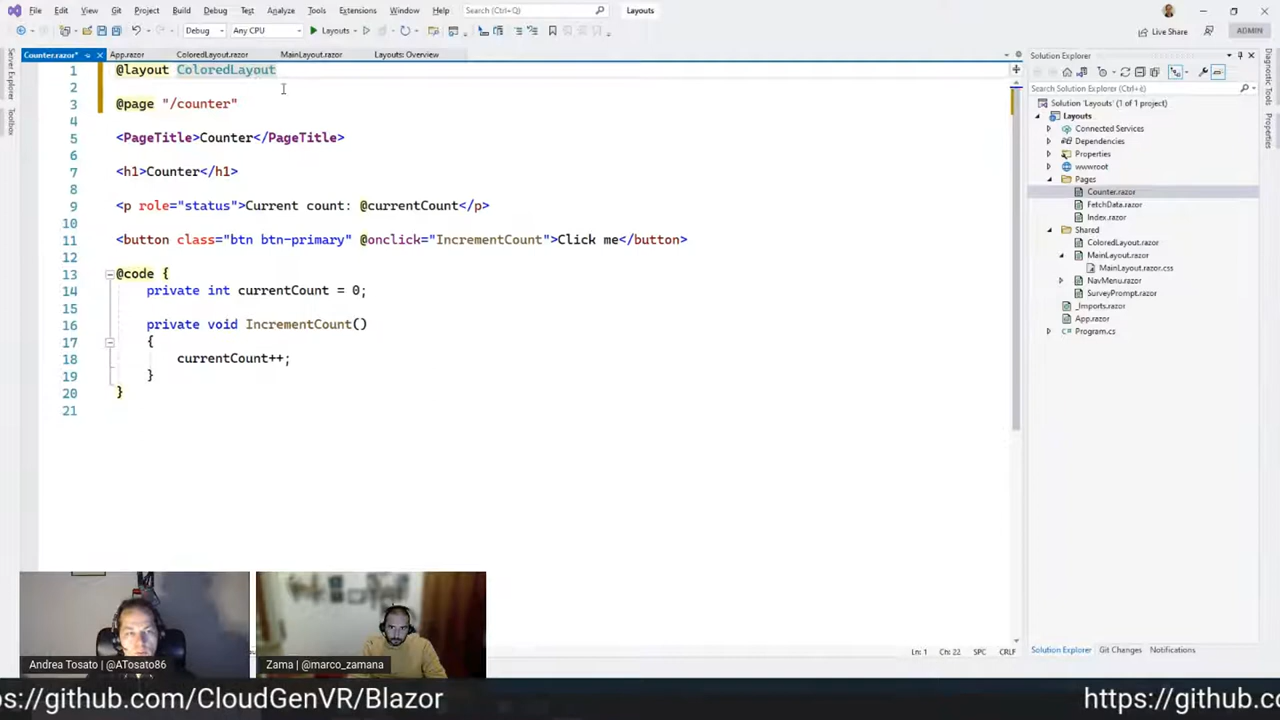 File Edit View Git Project Build Debug Test Analyze Tools Extensions Window Help Search (Ctrl+Q) Layouts
Debug Any CPU Layouts Live Share ADMIN
Counter.razor* App.razor ColoredLayout.razor MainLayout.razor Layouts: Overview
Server Explorer
Toolbox
1 @layout ColoredLayout
2
3 @page "/counter"
4
5 <PageTitle>Counter</PageTitle>
6
7 <h1>Counter</h1>
8
9 <p role="status">Current count: @currentCount</p>
10
11 <button class="btn btn-primary" @onclick="IncrementCount">Click me</button>
12
13 @code {
14 private int currentCount = 0;
15
16 private void IncrementCount()
17 {
18 currentCount++;
19 }
20 }
21
Ln: 1 Ch: 22 SPC CRLF
Solution Explorer
Search Solution Explorer (Ctrl+è)
Solution 'Layouts' (1 of 1 project)
Layouts
Connected Services
Dependencies
Properties
wwwroot
Pages
Counter.razor
FetchData.razor
Index.razor
Shared
ColoredLayout.razor
MainLayout.razor
MainLayout.razor.css
NavMenu.razor
SurveyPrompt.razor
_Imports.razor
App.razor
Program.cs
Solution Explorer Git Changes Notifications
Diagnostic Tools
Properties
Andrea Tosato | @ATosato86
Zama | @marco_zamana
ps://github.com/CloudGenVR/Blazor https://github.co